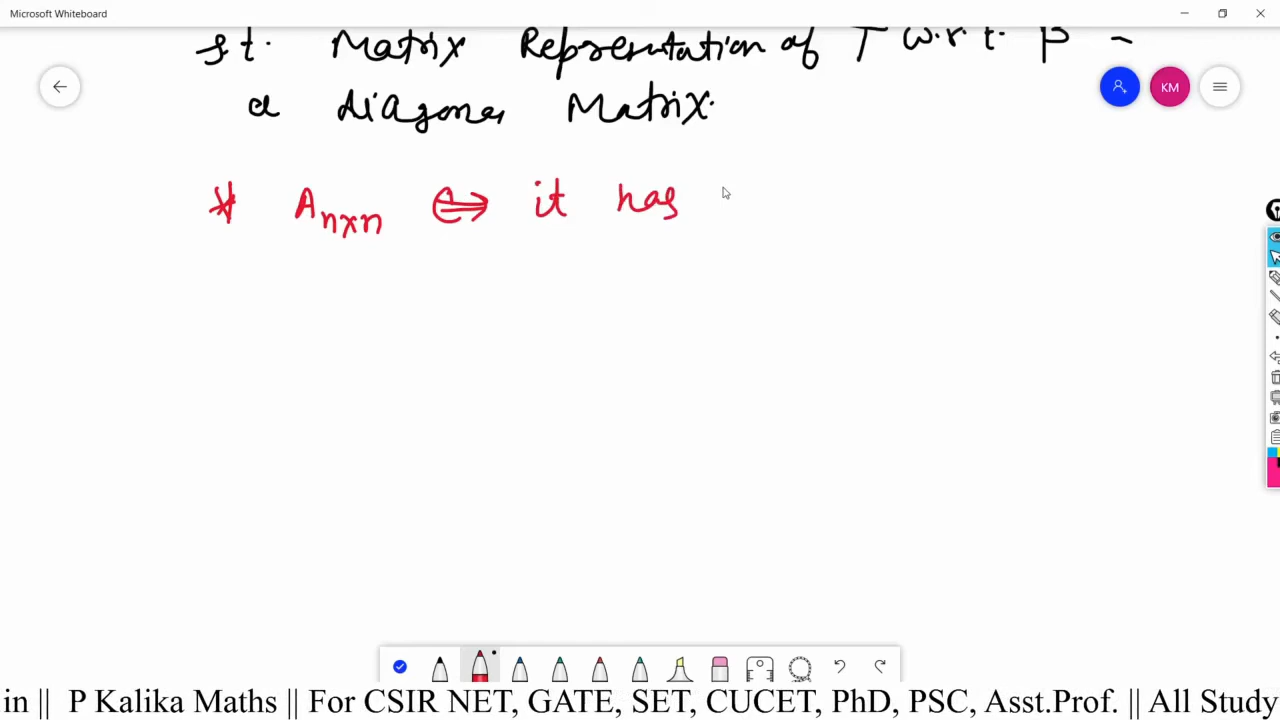 Microsoft Whiteboard
s t. Matrix Representation of T w.r.t. β =
a diagonal Matrix.
KM
* Aₙₓₙ ⇔ it has
in || P Kalika Maths || For CSIR NET, GATE, SET, CUCET, PhD, PSC, Asst.Prof. || All Study